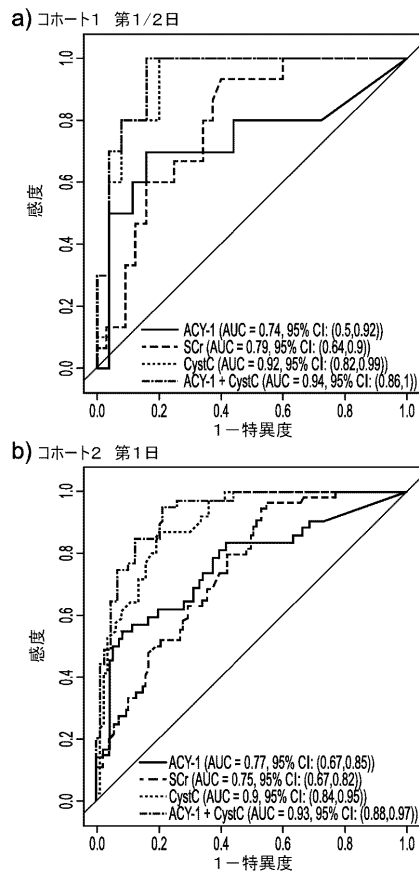 a) コホート1 第1/2日
感度
1.0
0.8
0.6
0.4
0.2
0.0
ACY-1 (AUC = 0.74, 95% CI: (0.5,0.92))
SCr (AUC = 0.79, 95% CI: (0.64,0.9))
CystC (AUC = 0.92, 95% CI: (0.82,0.99))
ACY-1 + CystC (AUC = 0.94, 95% CI: (0.86,1))
0.0 0.2 0.4 0.6 0.8 1.0
1－特異度
b) コホート2 第1日
感度
1.0
0.8
0.6
0.4
0.2
0.0
ACY-1 (AUC = 0.77, 95% CI: (0.67,0.85))
SCr (AUC = 0.75, 95% CI: (0.67,0.82))
CystC (AUC = 0.9, 95% CI: (0.84,0.95))
ACY-1 + CystC (AUC = 0.93, 95% CI: (0.88,0.97))
0.0 0.2 0.4 0.6 0.8 1.0
1－特異度